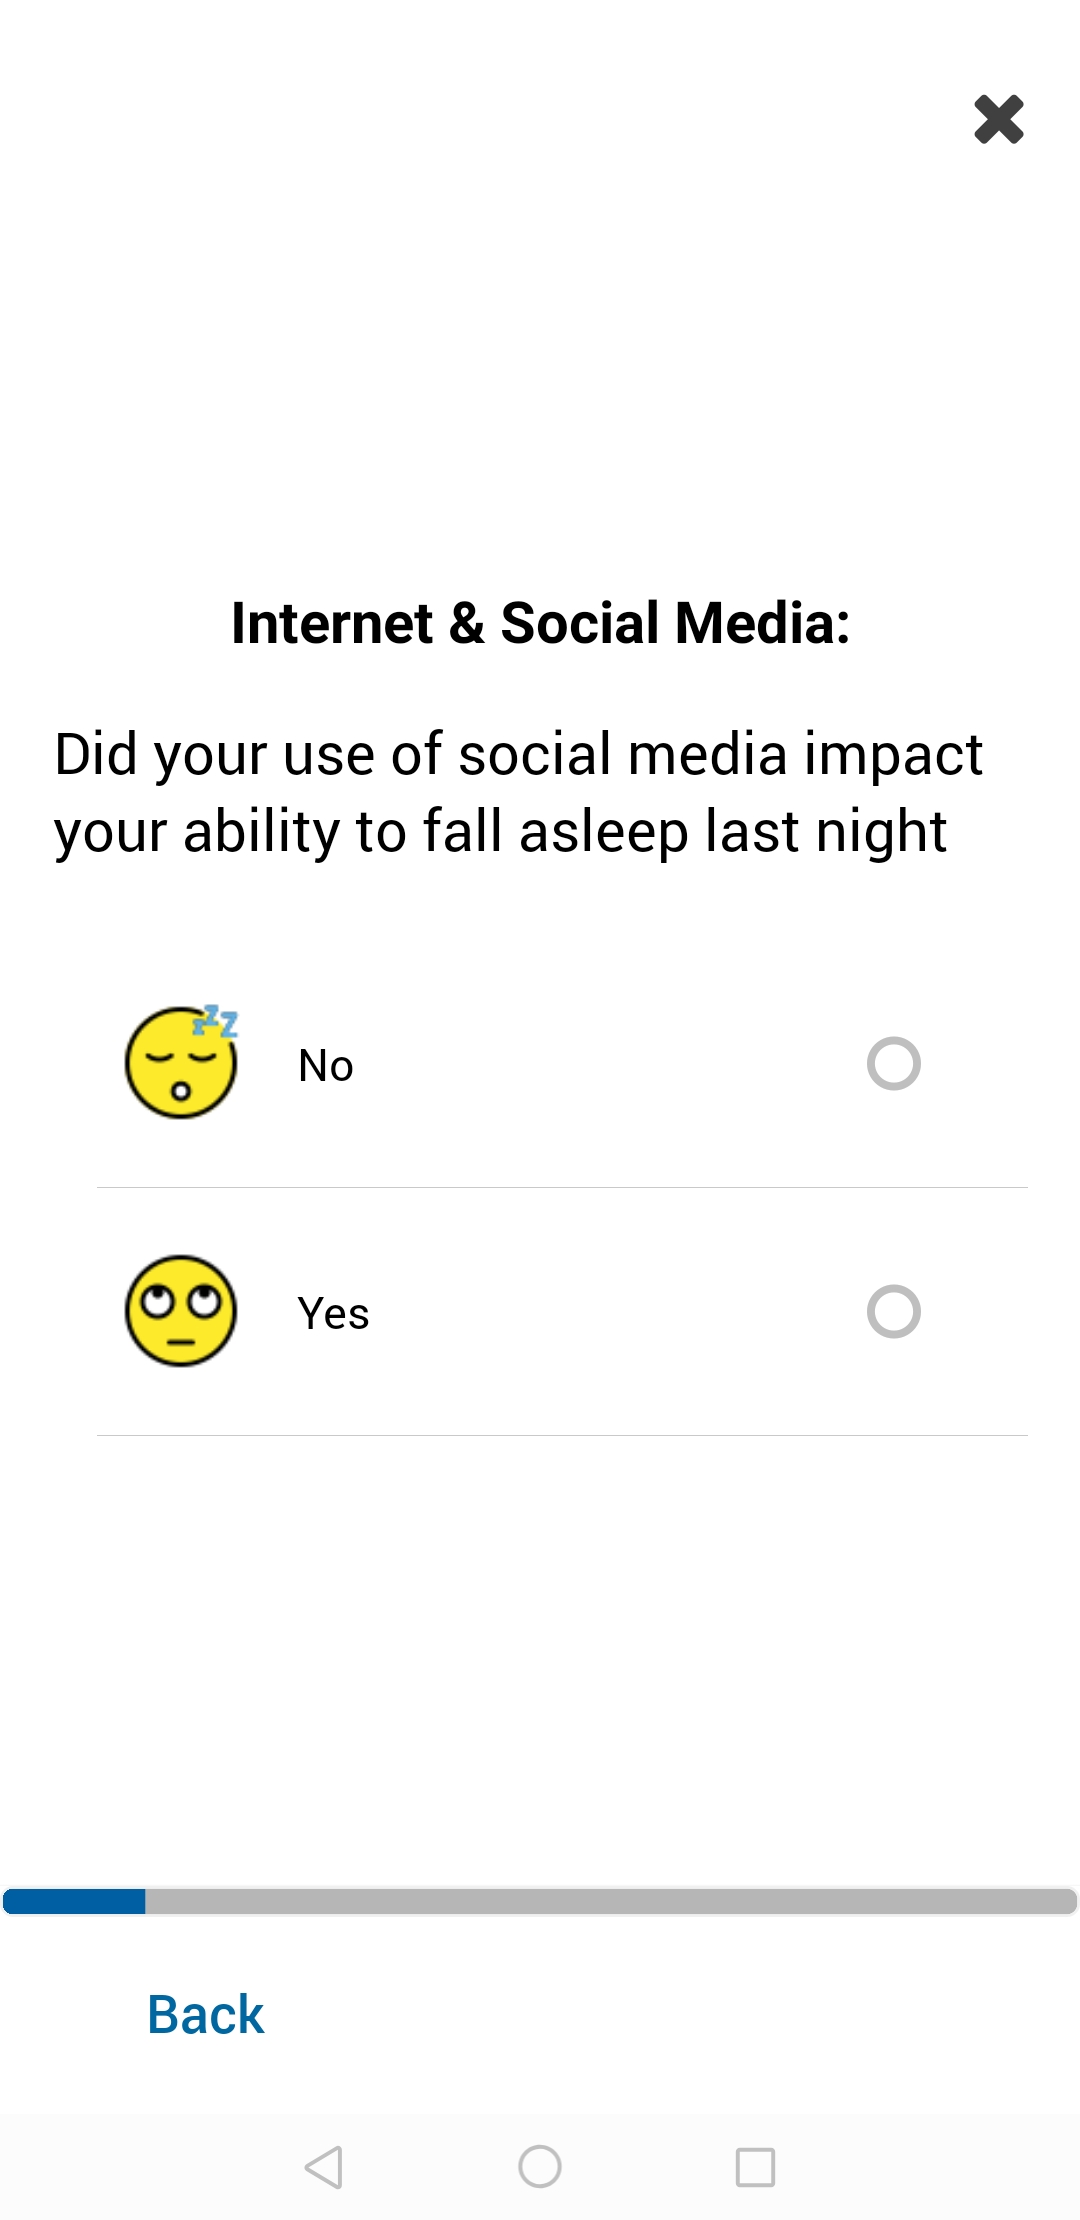 Internet & Social Media:
Did your use of social media impact
your ability to fall asleep last night
No
Yes
Back